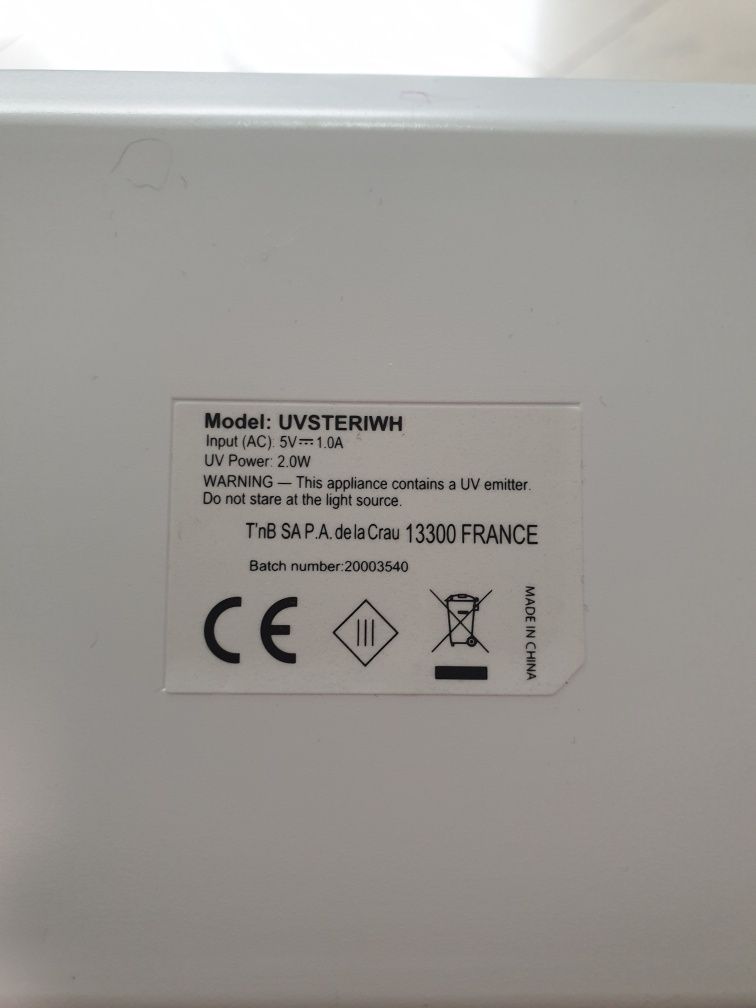 Model: UVSTERIWH
Input (AC): 5V⎓1.0A
UV Power: 2.0W
WARNING — This appliance contains a UV emitter.
Do not stare at the light source.
T'nB SA P.A. de la Crau 13300 FRANCE
Batch number:20003540
CE
MADE IN CHINA